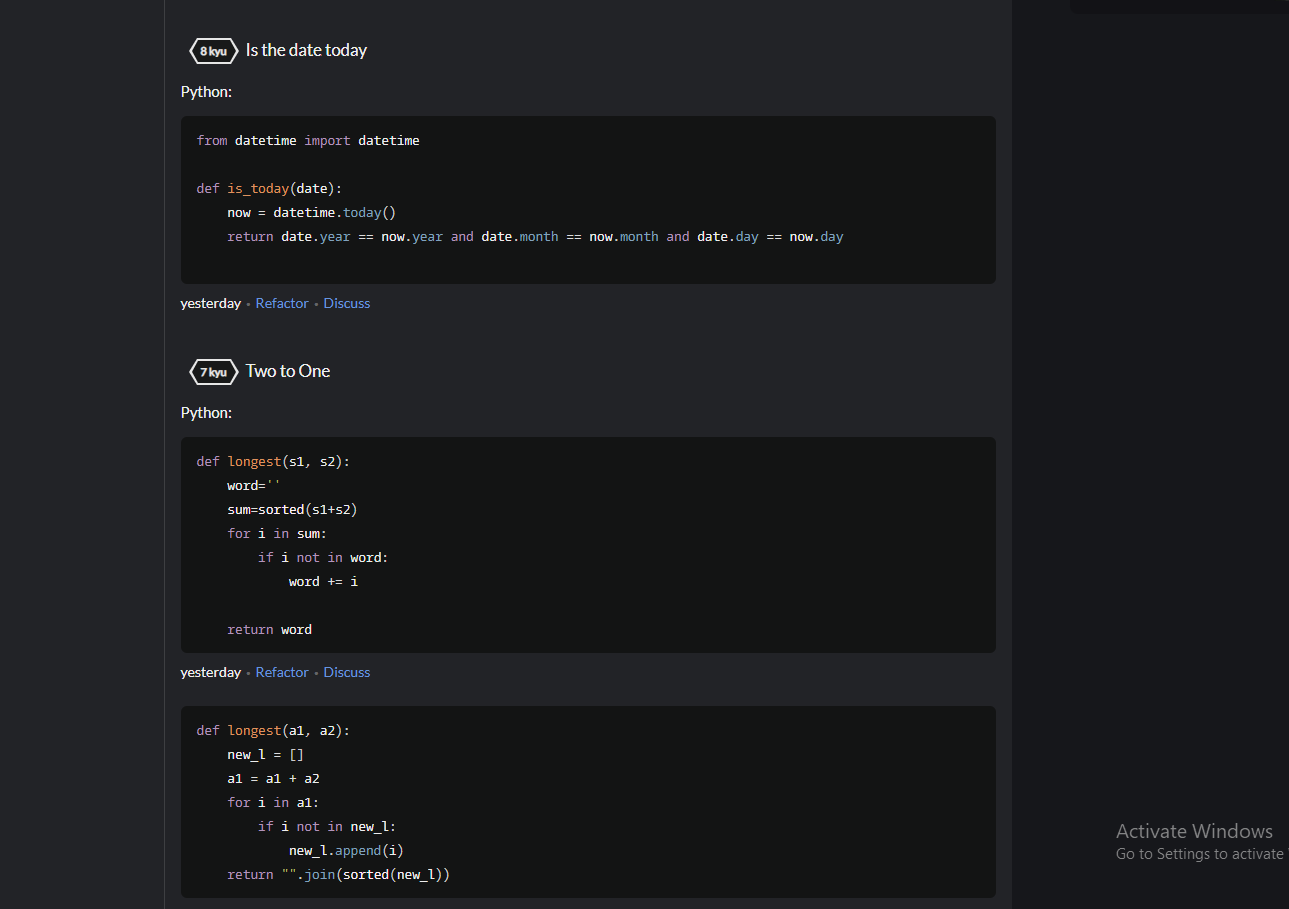 8 kyu Is the date today
Python:
from datetime import datetime
def is_today(date):
    now = datetime.today()
    return date.year == now.year and date.month == now.month and date.day == now.day
yesterday • Refactor • Discuss
7 kyu Two to One
Python:
def longest(s1, s2):
    word=''
    sum=sorted(s1+s2)
    for i in sum:
        if i not in word:
            word += i
    return word
yesterday • Refactor • Discuss
def longest(a1, a2):
    new_l = []
    a1 = a1 + a2
    for i in a1:
        if i not in new_l:
            new_l.append(i)
    return "".join(sorted(new_l))
Activate Windows
Go to Settings to activate